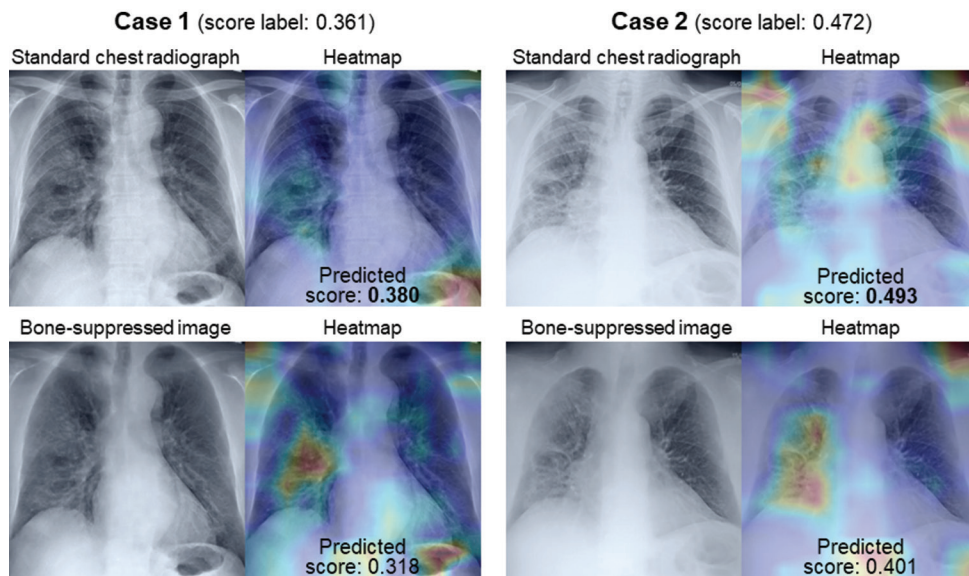 Case 1 (score label: 0.361)
Case 2 (score label: 0.472)
Standard chest radiograph
Heatmap
Standard chest radiograph
Heatmap
Predicted
score: 0.380
Predicted
score: 0.493
Bone-suppressed image
Heatmap
Bone-suppressed image
Heatmap
Predicted
score: 0.318
Predicted
score: 0.401